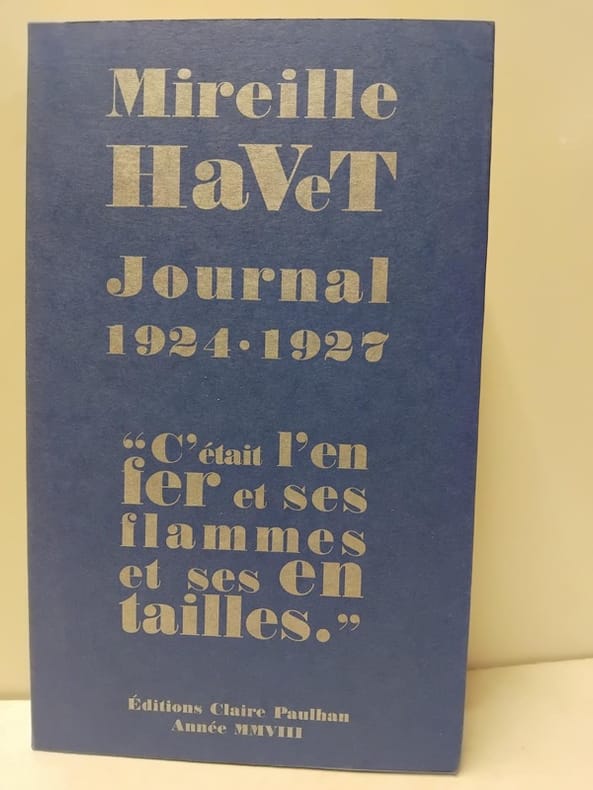 Mireille
HaVeT
Journal
1924·1927
“C’était l’en
fer et ses
flammes
et ses en
tailles.”
Éditions Claire Paulhan
Année MMVIII